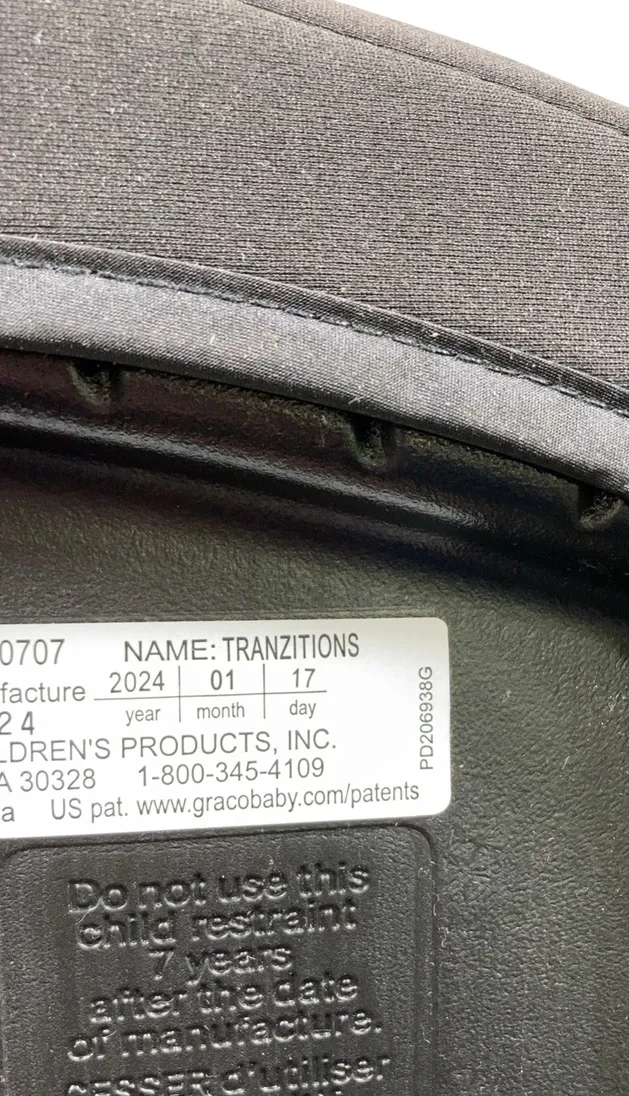 0707 NAME: TRANZITIONS
facture 2024 01 17
24 year month day
LDREN'S PRODUCTS, INC.
A 30328 1-800-345-4109
a US pat. www.gracobaby.com/patents
PD206938G
Do not use this
child restraint
7 years
after the date
of manufacture.
CESSER d'utiliser